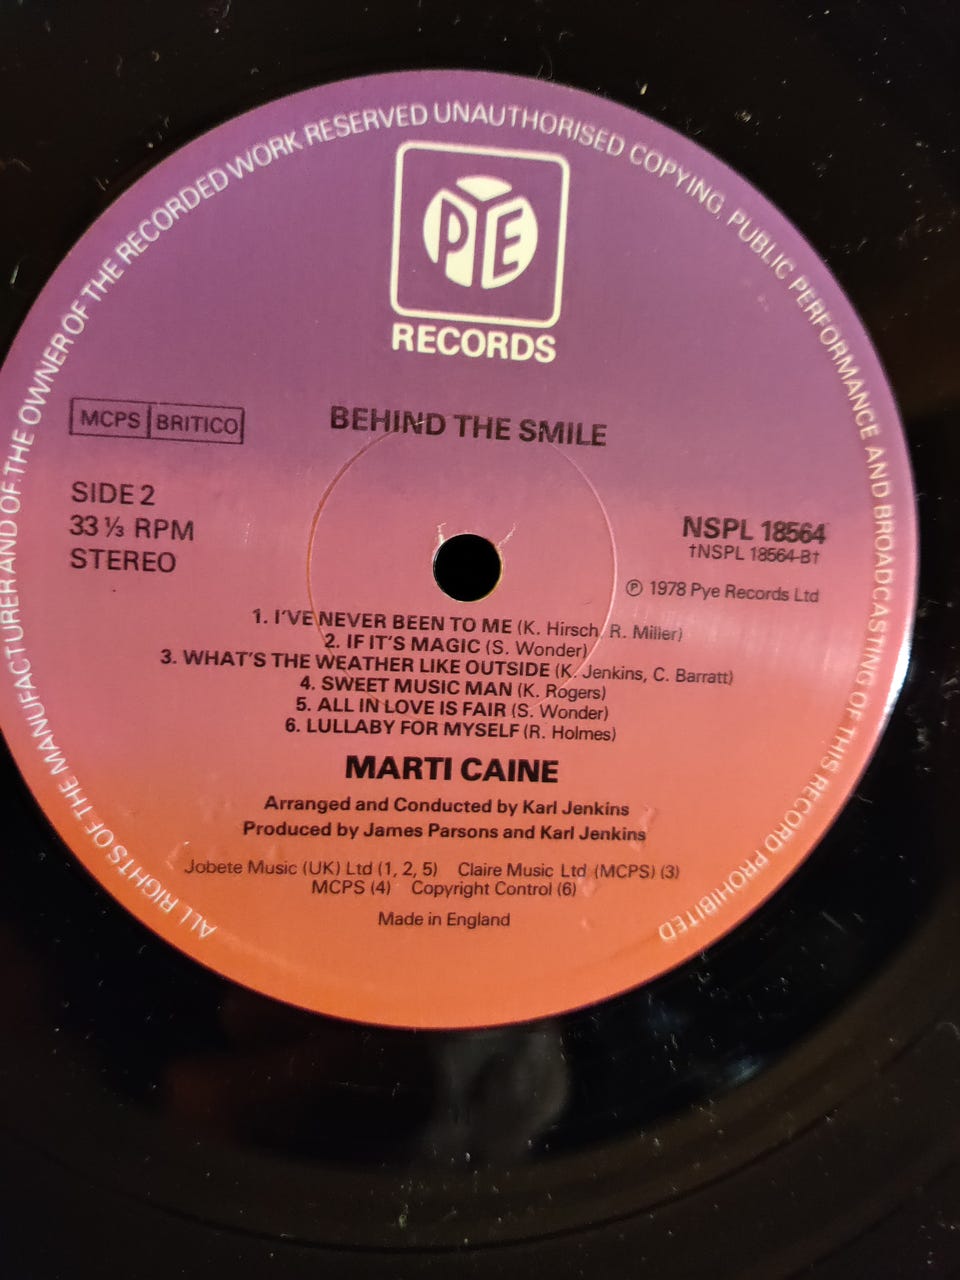 ALL RIGHTS OF THE MANUFACTURER AND OF THE OWNER OF THE RECORDED WORK RESERVED UNAUTHORISED COPYING, PUBLIC PERFORMANCE AND BROADCASTING OF THIS RECORD PROHIBITED
PYE
RECORDS
MCPS BRITICO
BEHIND THE SMILE
SIDE 2
33 ⅓ RPM
STEREO
NSPL 18564
†NSPL 18564-B†
℗ 1978 Pye Records Ltd
1. I'VE NEVER BEEN TO ME (K. Hirsch, R. Miller)
2. IF IT'S MAGIC (S. Wonder)
3. WHAT'S THE WEATHER LIKE OUTSIDE (K. Jenkins, C. Barratt)
4. SWEET MUSIC MAN (K. Rogers)
5. ALL IN LOVE IS FAIR (S. Wonder)
6. LULLABY FOR MYSELF (R. Holmes)
MARTI CAINE
Arranged and Conducted by Karl Jenkins
Produced by James Parsons and Karl Jenkins
Jobete Music (UK) Ltd (1, 2, 5) Claire Music Ltd (MCPS) (3)
MCPS (4) Copyright Control (6)
Made in England